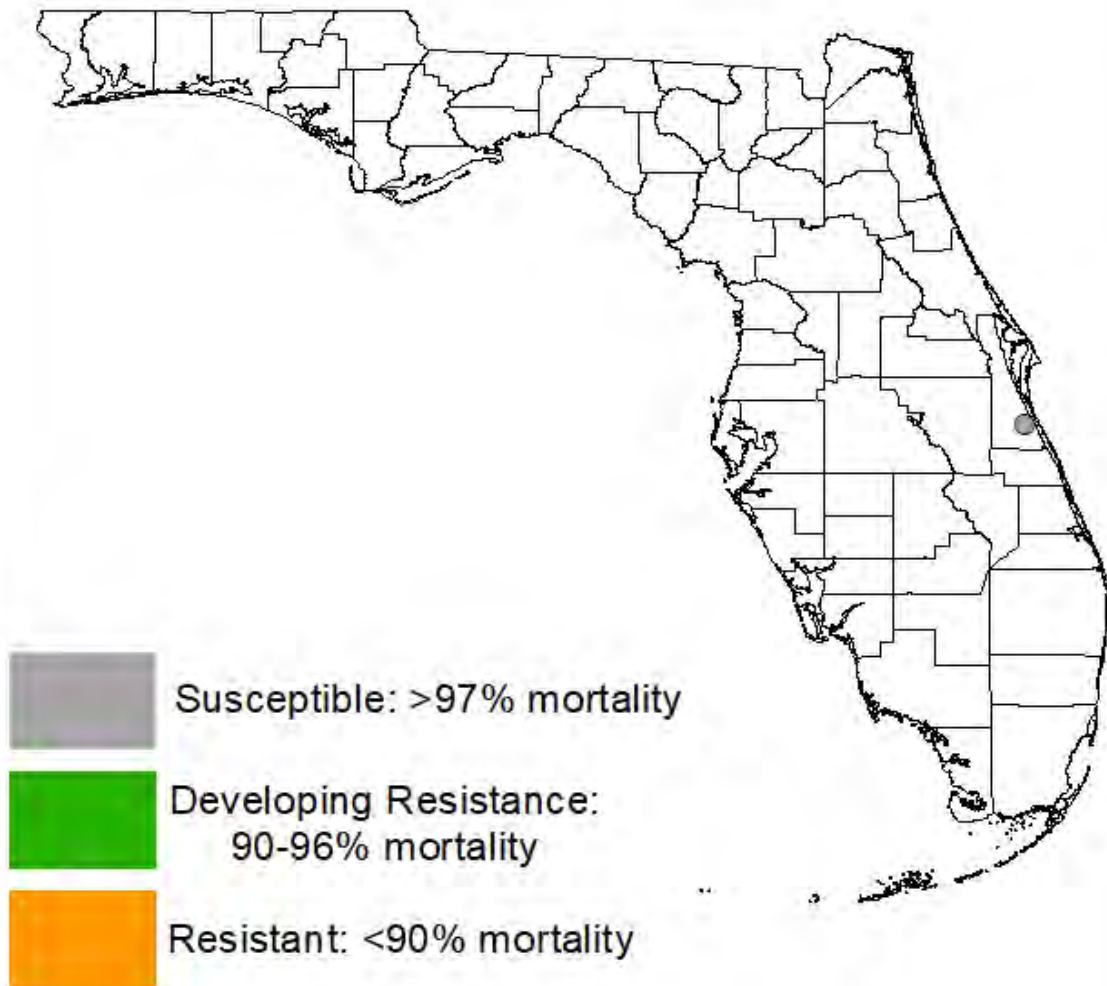 Susceptible: >97% mortality
Developing Resistance:
90-96% mortality
Resistant: <90% mortality